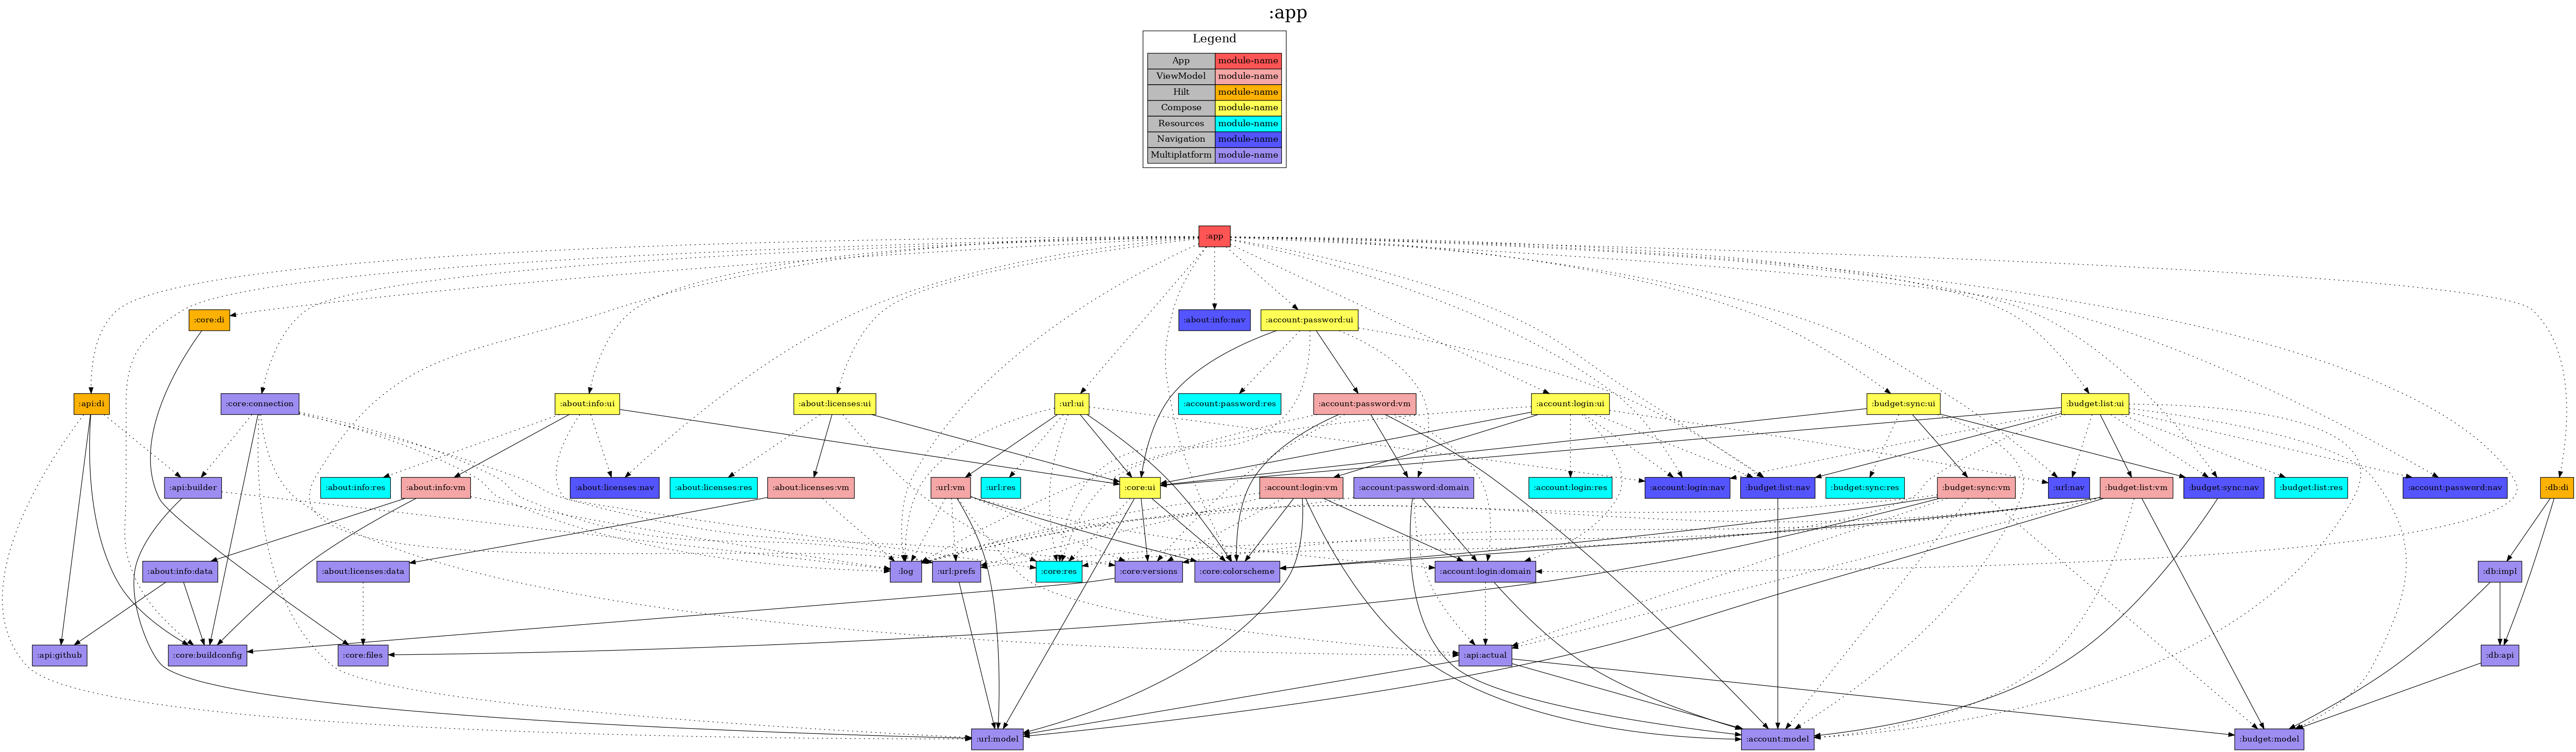 :app
Legend
App module-name
ViewModel module-name
Hilt module-name
Compose module-name
Resources module-name
Navigation module-name
Multiplatform module-name
:app
:core:di
:about:info:nav
:account:password:ui
:api:di
:core:connection
:about:info:ui
:about:licenses:ui
:url:ui
:account:password:res
:account:password:vm
:account:login:ui
:budget:sync:ui
:budget:list:ui
:api:builder
:about:info:res
:about:info:vm
:about:licenses:nav
:about:licenses:res
:about:licenses:vm
:url:vm
:url:res
:core:ui
:account:login:vm
:account:password:domain
:account:login:res
:account:login:nav
:budget:list:nav
:budget:sync:res
:budget:sync:vm
:url:nav
:budget:list:vm
:budget:sync:nav
:budget:list:res
:account:password:nav
:db:di
:about:info:data
:about:licenses:data
:log
:url:prefs
:core:res
:core:versions
:core:colorscheme
:account:login:domain
:db:impl
:api:github
:core:buildconfig
:core:files
:api:actual
:db:api
:url:model
:account:model
:budget:model